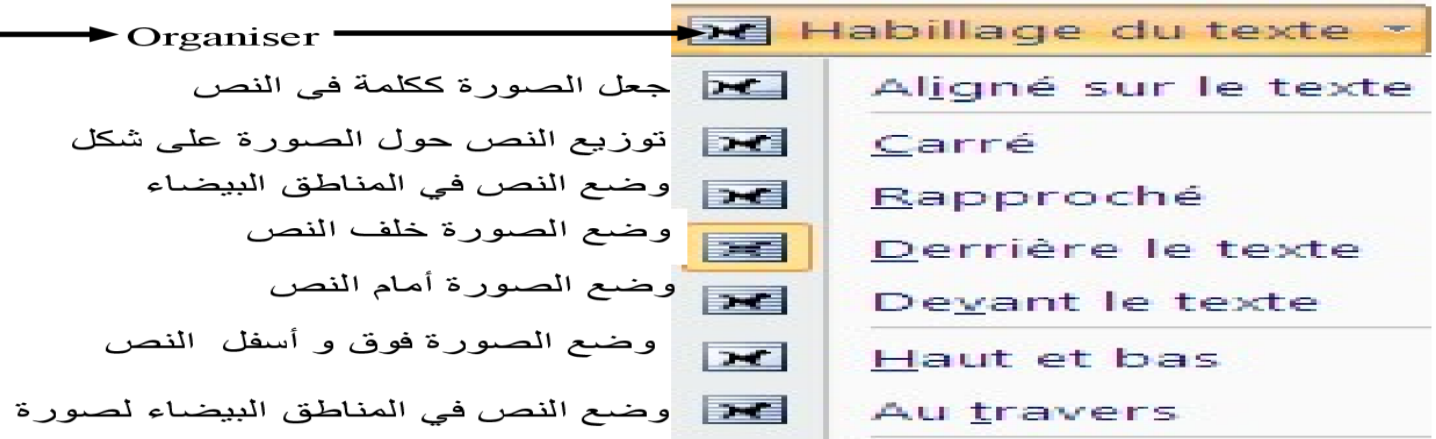 Organiser Habillage du texte
جعل الصورة ككلمة في النص Aligné sur le texte
توزيع النص حول الصورة على شكل Carré
وضع النص في المناطق البيضاء Rapproché
وضع الصورة خلف النص Derrière le texte
وضع الصورة أمام النص Devant le texte
وضع الصورة فوق و أسفل النص Haut et bas
وضع النص في المناطق البيضاء لصورة Au travers